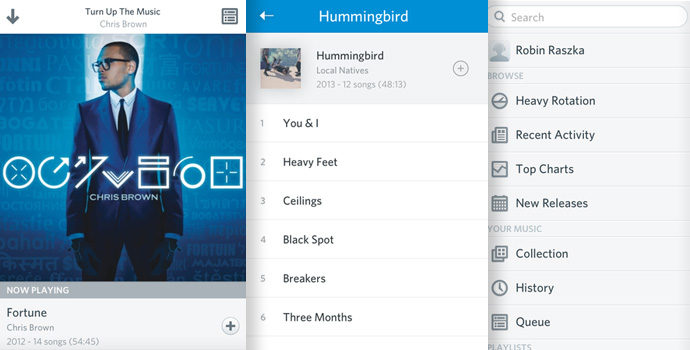 Turn Up The Music
Chris Brown
CHRIS BROWN
NOW PLAYING
Fortune
Chris Brown
2012 - 14 songs (54:45)
Hummingbird
Hummingbird
Local Natives
2013 - 12 songs (48:13)
1 You & I
2 Heavy Feet
3 Ceilings
4 Black Spot
5 Breakers
6 Three Months
Search
Robin Raszka
BROWSE
Heavy Rotation
Recent Activity
Top Charts
New Releases
YOUR MUSIC
Collection
History
Queue
PLAYLISTS